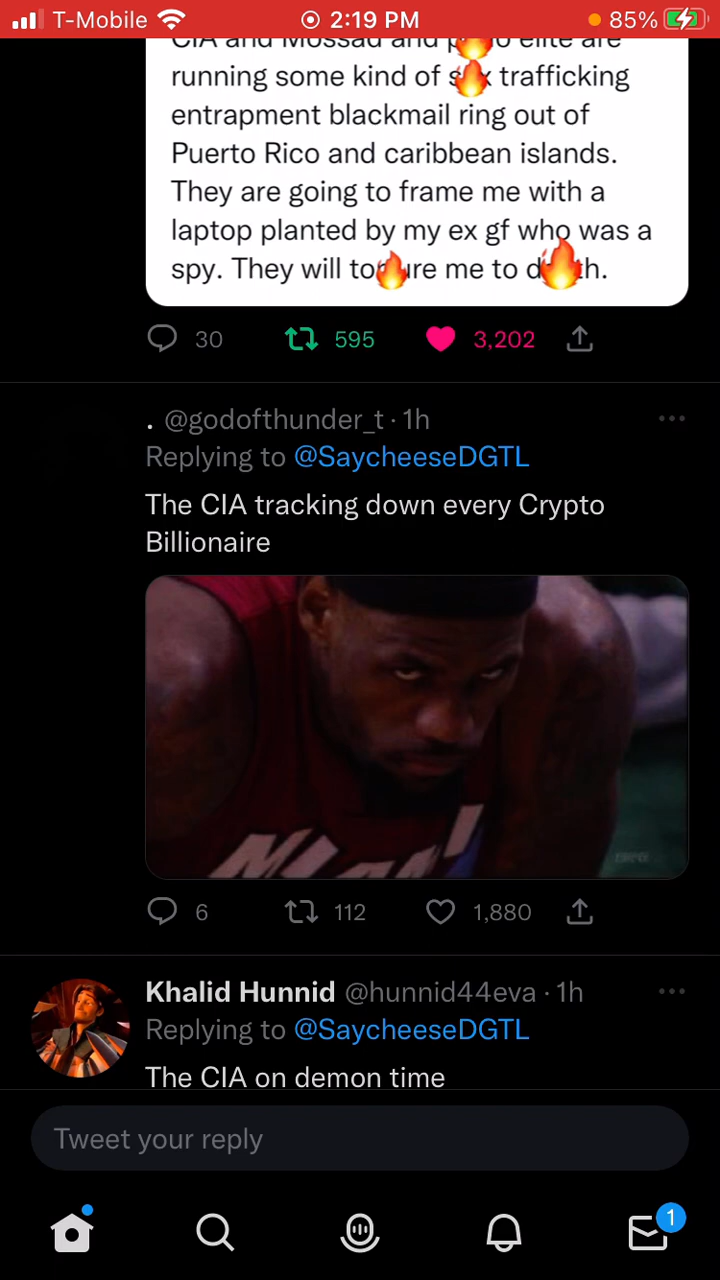 T-Mobile 2:19 PM 85%
CIA and Mossad and p o elite are
running some kind of s x trafficking
entrapment blackmail ring out of
Puerto Rico and caribbean islands.
They are going to frame me with a
laptop planted by my ex gf who was a
spy. They will to ure me to d th.
30 595 3,202
. @godofthunder_t · 1h
Replying to @SaycheeseDGTL
The CIA tracking down every Crypto
Billionaire
MIAMI
6 112 1,880
Khalid Hunnid @hunnid44eva · 1h
Replying to @SaycheeseDGTL
The CIA on demon time
Tweet your reply
1